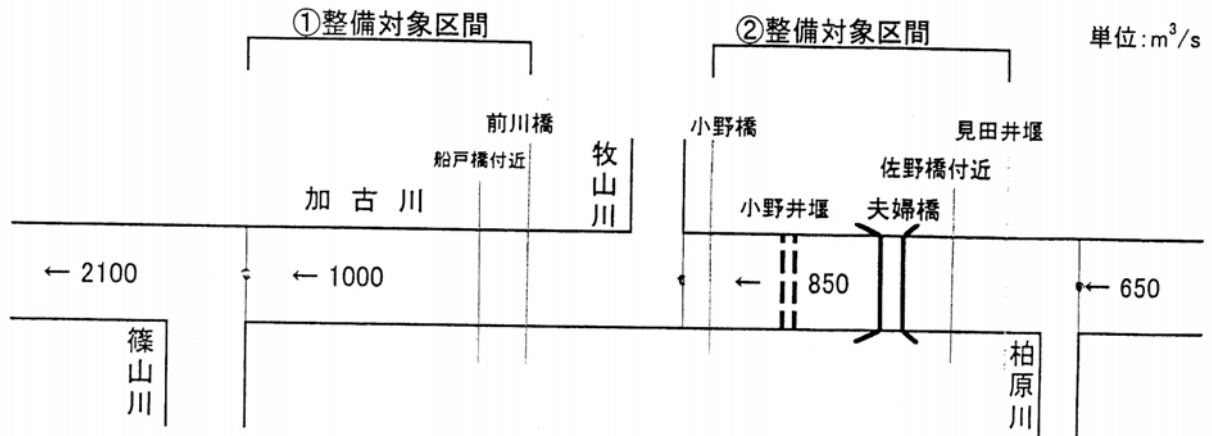 ①整備対象区間
②整備対象区間
単位:m³/s
前川橋
船戸橋付近
牧山川
小野橋
見田井堰
佐野橋付近
加古川
小野井堰
夫婦橋
← 2100
← 1000
← 850
← 650
篠山川
柏原川